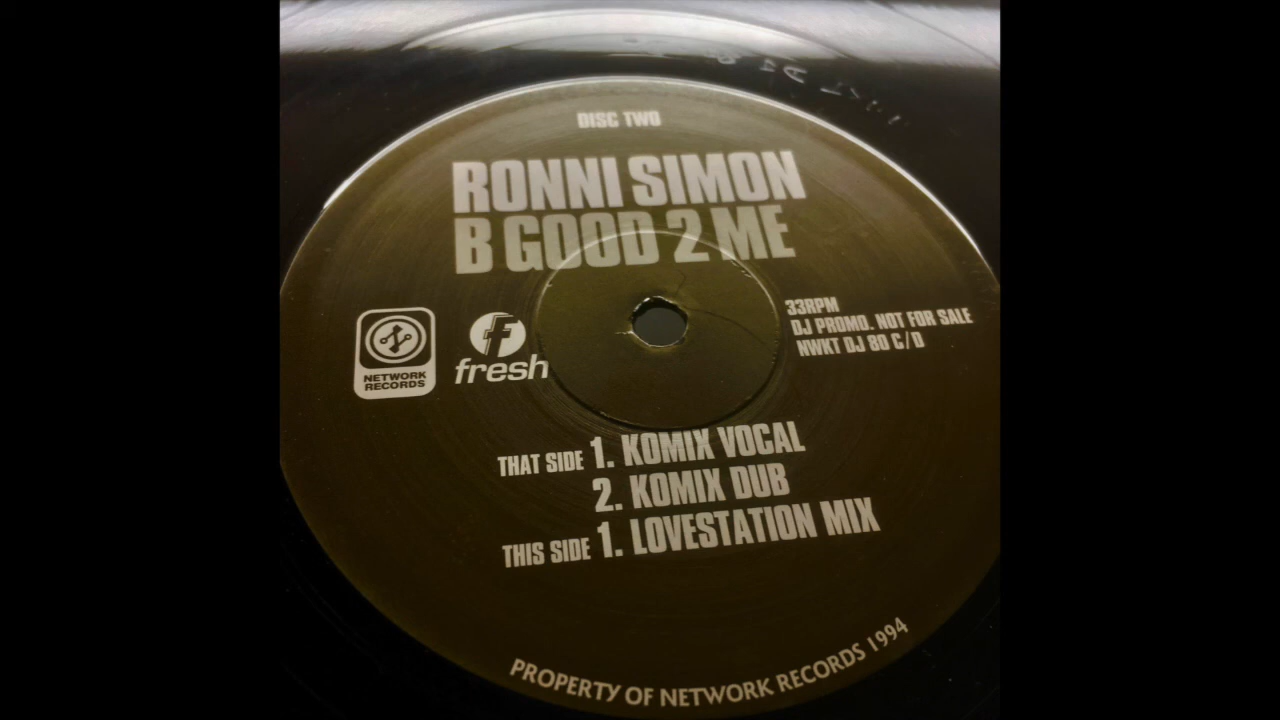 DISC TWO
RONNI SIMON
B GOOD 2 ME
33RPM
DJ PROMO. NOT FOR SALE
NWKT DJ 80 C/D
NETWORK
RECORDS
f
fresh
THAT SIDE 1. KOMIX VOCAL
2. KOMIX DUB
THIS SIDE 1. LOVESTATION MIX
PROPERTY OF NETWORK RECORDS 1994